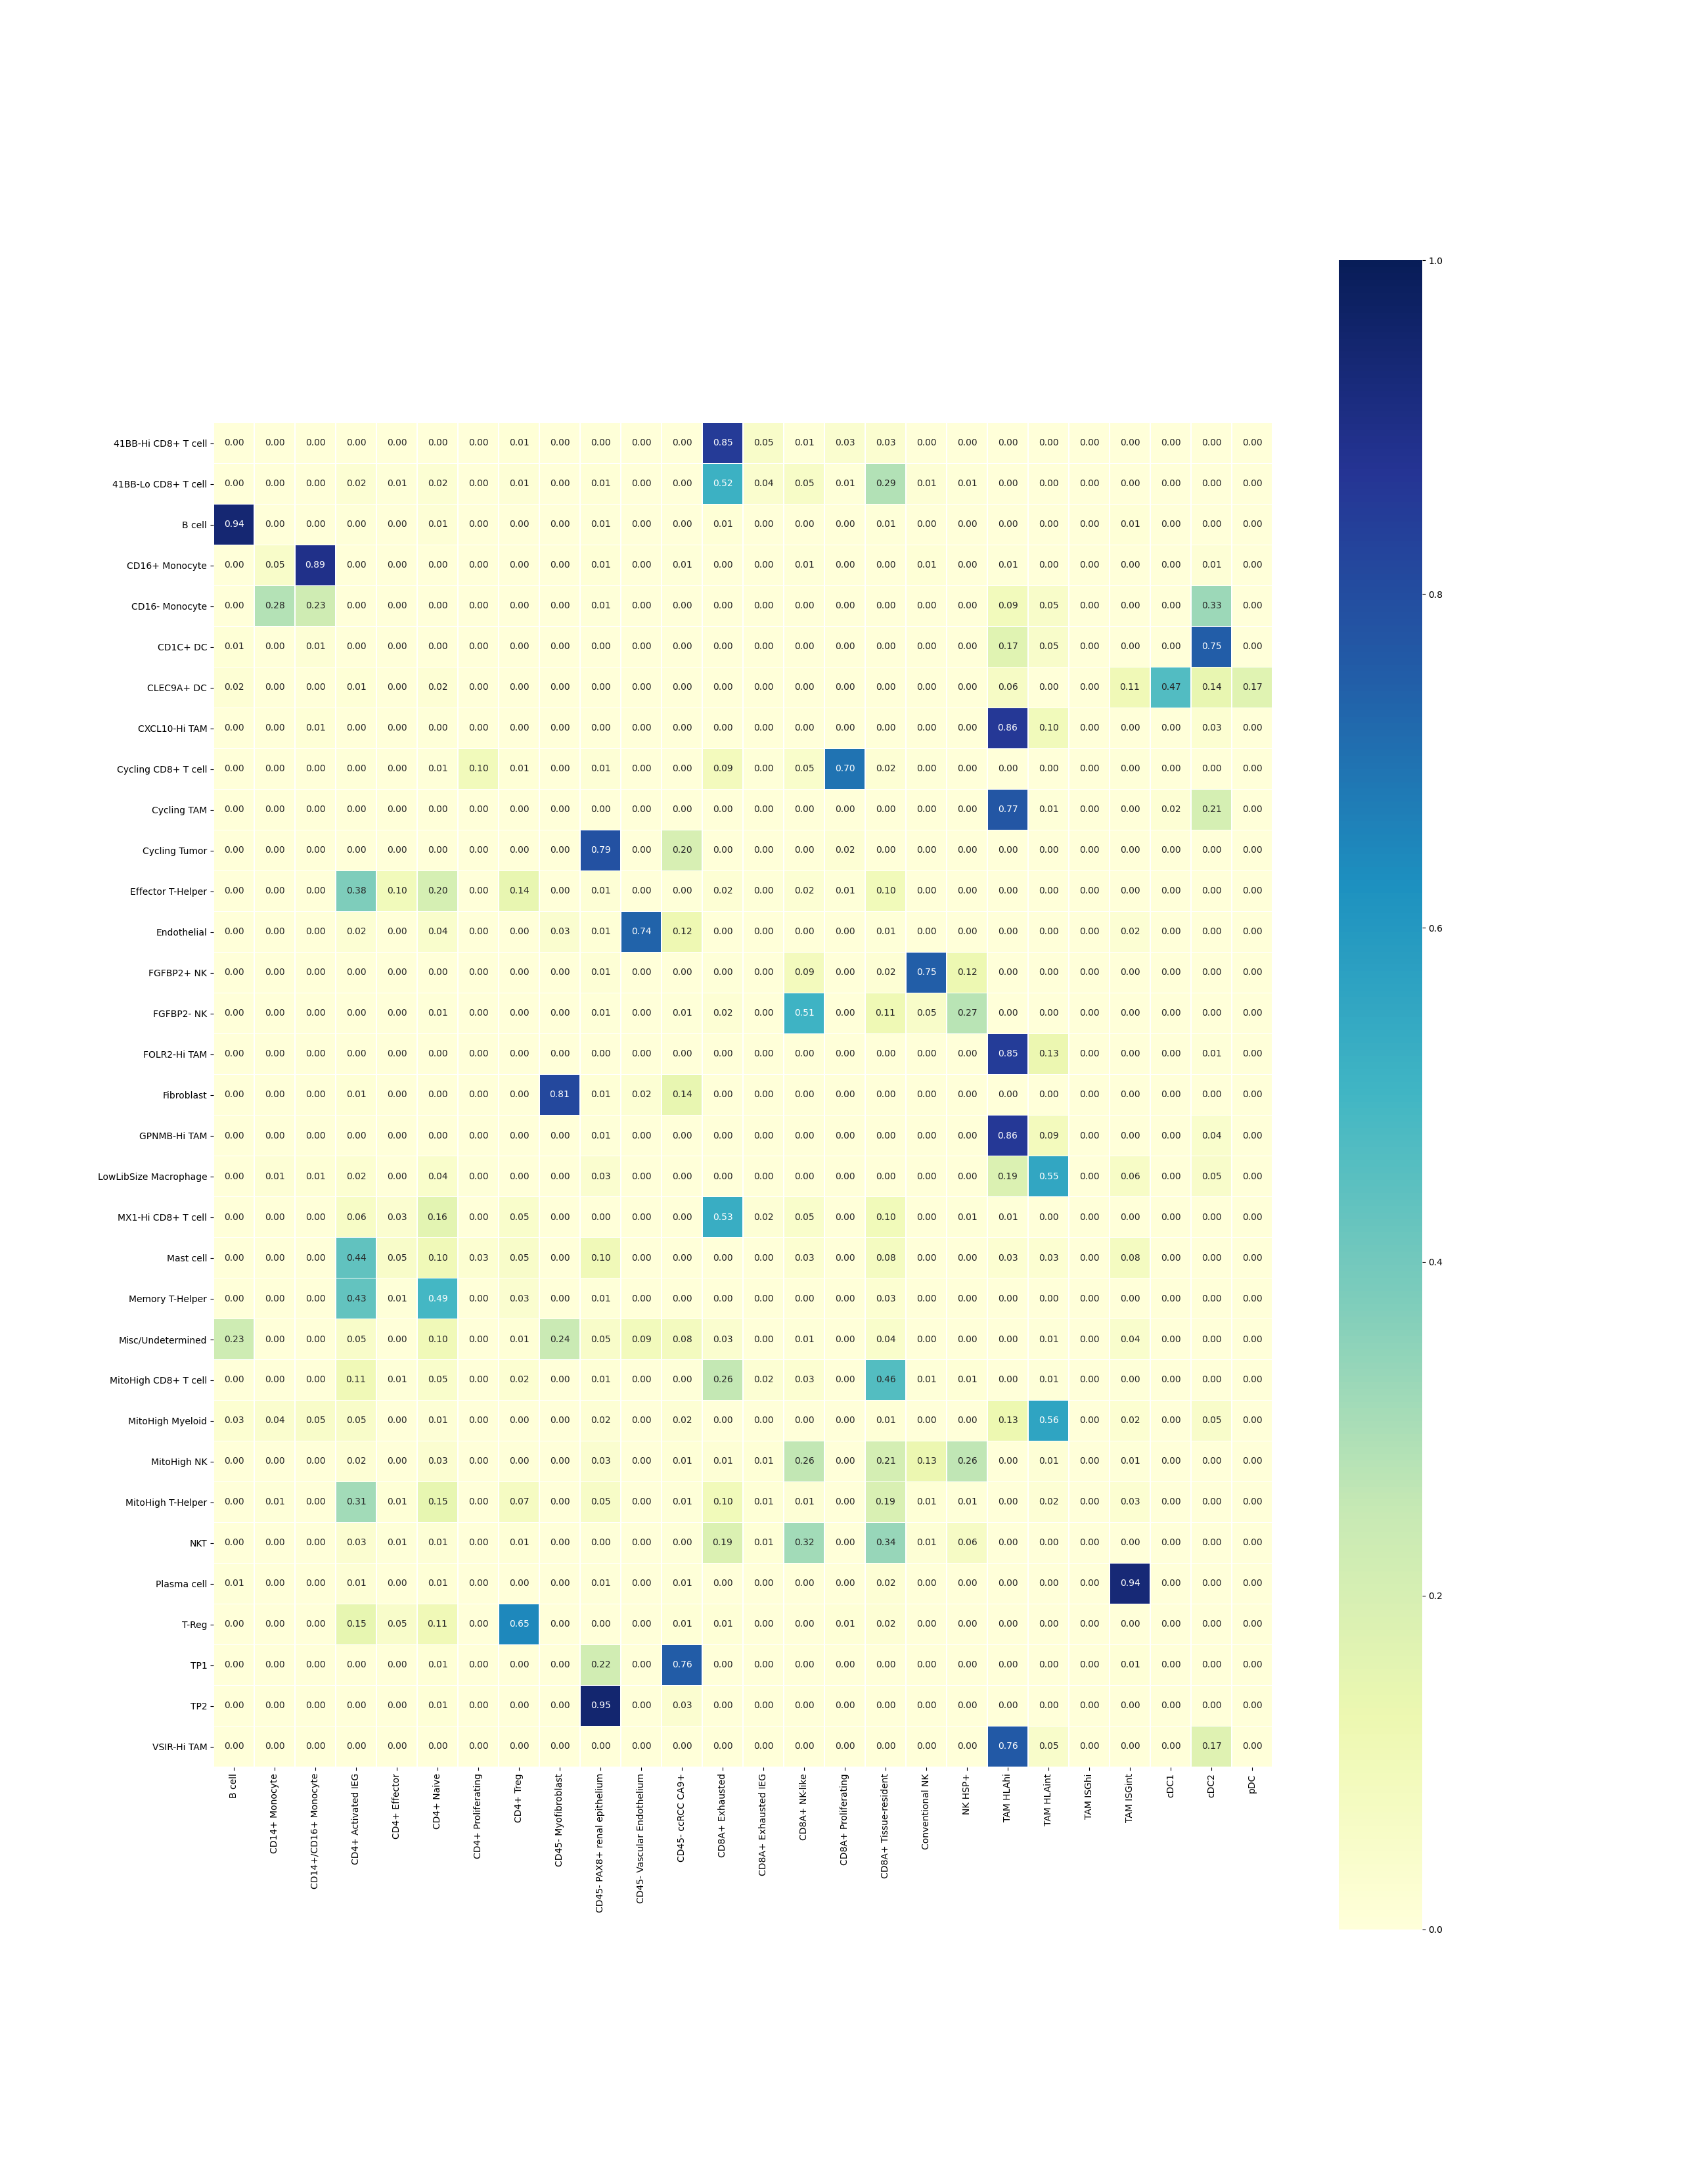 1.0
41BB-Hi CD8+ T cell 0.00 0.00 0.00 0.00 0.00 0.00 0.00 0.01 0.00 0.00 0.00 0.00 0.85 0.05 0.01 0.03 0.03 0.00 0.00 0.00 0.00 0.00 0.00 0.00 0.00 0.00
41BB-Lo CD8+ T cell 0.00 0.00 0.00 0.02 0.01 0.02 0.00 0.01 0.00 0.01 0.00 0.00 0.52 0.04 0.05 0.01 0.29 0.01 0.01 0.00 0.00 0.00 0.00 0.00 0.00 0.00
B cell 0.94 0.00 0.00 0.00 0.00 0.01 0.00 0.00 0.00 0.01 0.00 0.00 0.01 0.00 0.00 0.00 0.01 0.00 0.00 0.00 0.00 0.00 0.01 0.00 0.00 0.00
CD16+ Monocyte 0.00 0.05 0.89 0.00 0.00 0.00 0.00 0.00 0.00 0.01 0.00 0.01 0.00 0.00 0.01 0.00 0.00 0.01 0.00 0.01 0.00 0.00 0.00 0.00 0.01 0.00
0.8
CD16- Monocyte 0.00 0.28 0.23 0.00 0.00 0.00 0.00 0.00 0.00 0.01 0.00 0.00 0.00 0.00 0.00 0.00 0.00 0.00 0.00 0.09 0.05 0.00 0.00 0.00 0.33 0.00
CD1C+ DC 0.01 0.00 0.01 0.00 0.00 0.00 0.00 0.00 0.00 0.00 0.00 0.00 0.00 0.00 0.00 0.00 0.00 0.00 0.00 0.17 0.05 0.00 0.00 0.00 0.75 0.00
CLEC9A+ DC 0.02 0.00 0.00 0.01 0.00 0.02 0.00 0.00 0.00 0.00 0.00 0.00 0.00 0.00 0.00 0.00 0.00 0.00 0.00 0.06 0.00 0.00 0.11 0.47 0.14 0.17
CXCL10-Hi TAM 0.00 0.00 0.01 0.00 0.00 0.00 0.00 0.00 0.00 0.00 0.00 0.00 0.00 0.00 0.00 0.00 0.00 0.00 0.00 0.86 0.10 0.00 0.00 0.00 0.03 0.00
Cycling CD8+ T cell 0.00 0.00 0.00 0.00 0.00 0.01 0.10 0.01 0.00 0.01 0.00 0.00 0.09 0.00 0.05 0.70 0.02 0.00 0.00 0.00 0.00 0.00 0.00 0.00 0.00 0.00
Cycling TAM 0.00 0.00 0.00 0.00 0.00 0.00 0.00 0.00 0.00 0.00 0.00 0.00 0.00 0.00 0.00 0.00 0.00 0.00 0.00 0.77 0.01 0.00 0.00 0.02 0.21 0.00
Cycling Tumor 0.00 0.00 0.00 0.00 0.00 0.00 0.00 0.00 0.00 0.79 0.00 0.20 0.00 0.00 0.00 0.02 0.00 0.00 0.00 0.00 0.00 0.00 0.00 0.00 0.00 0.00
Effector T-Helper 0.00 0.00 0.00 0.38 0.10 0.20 0.00 0.14 0.00 0.01 0.00 0.00 0.02 0.00 0.02 0.01 0.10 0.00 0.00 0.00 0.00 0.00 0.00 0.00 0.00 0.00
0.6
Endothelial 0.00 0.00 0.00 0.02 0.00 0.04 0.00 0.00 0.03 0.01 0.74 0.12 0.00 0.00 0.00 0.00 0.01 0.00 0.00 0.00 0.00 0.00 0.02 0.00 0.00 0.00
FGFBP2+ NK 0.00 0.00 0.00 0.00 0.00 0.00 0.00 0.00 0.00 0.01 0.00 0.00 0.00 0.00 0.09 0.00 0.02 0.75 0.12 0.00 0.00 0.00 0.00 0.00 0.00 0.00
FGFBP2- NK 0.00 0.00 0.00 0.00 0.00 0.01 0.00 0.00 0.00 0.01 0.00 0.01 0.02 0.00 0.51 0.00 0.11 0.05 0.27 0.00 0.00 0.00 0.00 0.00 0.00 0.00
FOLR2-Hi TAM 0.00 0.00 0.00 0.00 0.00 0.00 0.00 0.00 0.00 0.00 0.00 0.00 0.00 0.00 0.00 0.00 0.00 0.00 0.00 0.85 0.13 0.00 0.00 0.00 0.01 0.00
Fibroblast 0.00 0.00 0.00 0.01 0.00 0.00 0.00 0.00 0.81 0.01 0.02 0.14 0.00 0.00 0.00 0.00 0.00 0.00 0.00 0.00 0.00 0.00 0.00 0.00 0.00 0.00
GPNMB-Hi TAM 0.00 0.00 0.00 0.00 0.00 0.00 0.00 0.00 0.00 0.01 0.00 0.00 0.00 0.00 0.00 0.00 0.00 0.00 0.00 0.86 0.09 0.00 0.00 0.00 0.04 0.00
LowLibSize Macrophage 0.00 0.01 0.01 0.02 0.00 0.04 0.00 0.00 0.00 0.03 0.00 0.00 0.00 0.00 0.00 0.00 0.00 0.00 0.00 0.19 0.55 0.00 0.06 0.00 0.05 0.00
MX1-Hi CD8+ T cell 0.00 0.00 0.00 0.06 0.03 0.16 0.00 0.05 0.00 0.00 0.00 0.00 0.53 0.02 0.05 0.00 0.10 0.00 0.01 0.01 0.00 0.00 0.00 0.00 0.00 0.00
Mast cell 0.00 0.00 0.00 0.44 0.05 0.10 0.03 0.05 0.00 0.10 0.00 0.00 0.00 0.00 0.03 0.00 0.08 0.00 0.00 0.03 0.03 0.00 0.08 0.00 0.00 0.00
0.4
Memory T-Helper 0.00 0.00 0.00 0.43 0.01 0.49 0.00 0.03 0.00 0.01 0.00 0.00 0.00 0.00 0.00 0.00 0.03 0.00 0.00 0.00 0.00 0.00 0.00 0.00 0.00 0.00
Misc/Undetermined 0.23 0.00 0.00 0.05 0.00 0.10 0.00 0.01 0.24 0.05 0.09 0.08 0.03 0.00 0.01 0.00 0.04 0.00 0.00 0.01 0.00 0.00 0.04 0.00 0.00 0.00
MitoHigh CD8+ T cell 0.00 0.00 0.00 0.11 0.01 0.05 0.00 0.02 0.00 0.01 0.00 0.00 0.26 0.02 0.03 0.00 0.46 0.01 0.01 0.00 0.01 0.00 0.00 0.00 0.00 0.00
MitoHigh Myeloid 0.03 0.04 0.05 0.05 0.00 0.01 0.00 0.00 0.00 0.02 0.00 0.02 0.00 0.00 0.00 0.00 0.01 0.00 0.00 0.13 0.56 0.00 0.02 0.00 0.05 0.00
MitoHigh NK 0.00 0.00 0.00 0.02 0.00 0.03 0.00 0.00 0.00 0.03 0.00 0.01 0.01 0.01 0.26 0.00 0.21 0.13 0.26 0.00 0.01 0.00 0.01 0.00 0.00 0.00
MitoHigh T-Helper 0.00 0.01 0.00 0.31 0.01 0.15 0.00 0.07 0.00 0.05 0.00 0.01 0.10 0.01 0.01 0.00 0.19 0.01 0.01 0.00 0.02 0.00 0.03 0.00 0.00 0.00
NKT 0.00 0.00 0.00 0.03 0.01 0.01 0.00 0.01 0.00 0.00 0.00 0.00 0.19 0.01 0.32 0.00 0.34 0.01 0.06 0.00 0.00 0.00 0.00 0.00 0.00 0.00
Plasma cell 0.01 0.00 0.00 0.01 0.00 0.01 0.00 0.00 0.00 0.01 0.00 0.01 0.00 0.00 0.00 0.00 0.02 0.00 0.00 0.00 0.00 0.00 0.94 0.00 0.00 0.00
0.2
T-Reg 0.00 0.00 0.00 0.15 0.05 0.11 0.00 0.65 0.00 0.00 0.00 0.01 0.01 0.00 0.00 0.01 0.02 0.00 0.00 0.00 0.00 0.00 0.00 0.00 0.00 0.00
TP1 0.00 0.00 0.00 0.00 0.00 0.01 0.00 0.00 0.00 0.22 0.00 0.76 0.00 0.00 0.00 0.00 0.00 0.00 0.00 0.00 0.00 0.00 0.01 0.00 0.00 0.00
TP2 0.00 0.00 0.00 0.00 0.00 0.01 0.00 0.00 0.00 0.95 0.00 0.03 0.00 0.00 0.00 0.00 0.00 0.00 0.00 0.00 0.00 0.00 0.00 0.00 0.00 0.00
VSIR-Hi TAM 0.00 0.00 0.00 0.00 0.00 0.00 0.00 0.00 0.00 0.00 0.00 0.00 0.00 0.00 0.00 0.00 0.00 0.00 0.00 0.76 0.05 0.00 0.00 0.00 0.17 0.00
B cell
CD14+ Monocyte
CD14+/CD16+ Monocyte
CD4+ Activated IEG
CD4+ Effector
CD4+ Naive
CD4+ Proliferating
CD4+ Treg
CD45- Myofibroblast
CD45- PAX8+ renal epithelium
CD45- Vascular Endothelium
CD45- ccRCC CA9+
CD8A+ Exhausted
CD8A+ Exhausted IEG
CD8A+ NK-like
CD8A+ Proliferating
CD8A+ Tissue-resident
Conventional NK
NK HSP+
TAM HLAhi
TAM HLAint
TAM ISGhi
TAM ISGint
cDC1
cDC2
pDC
0.0